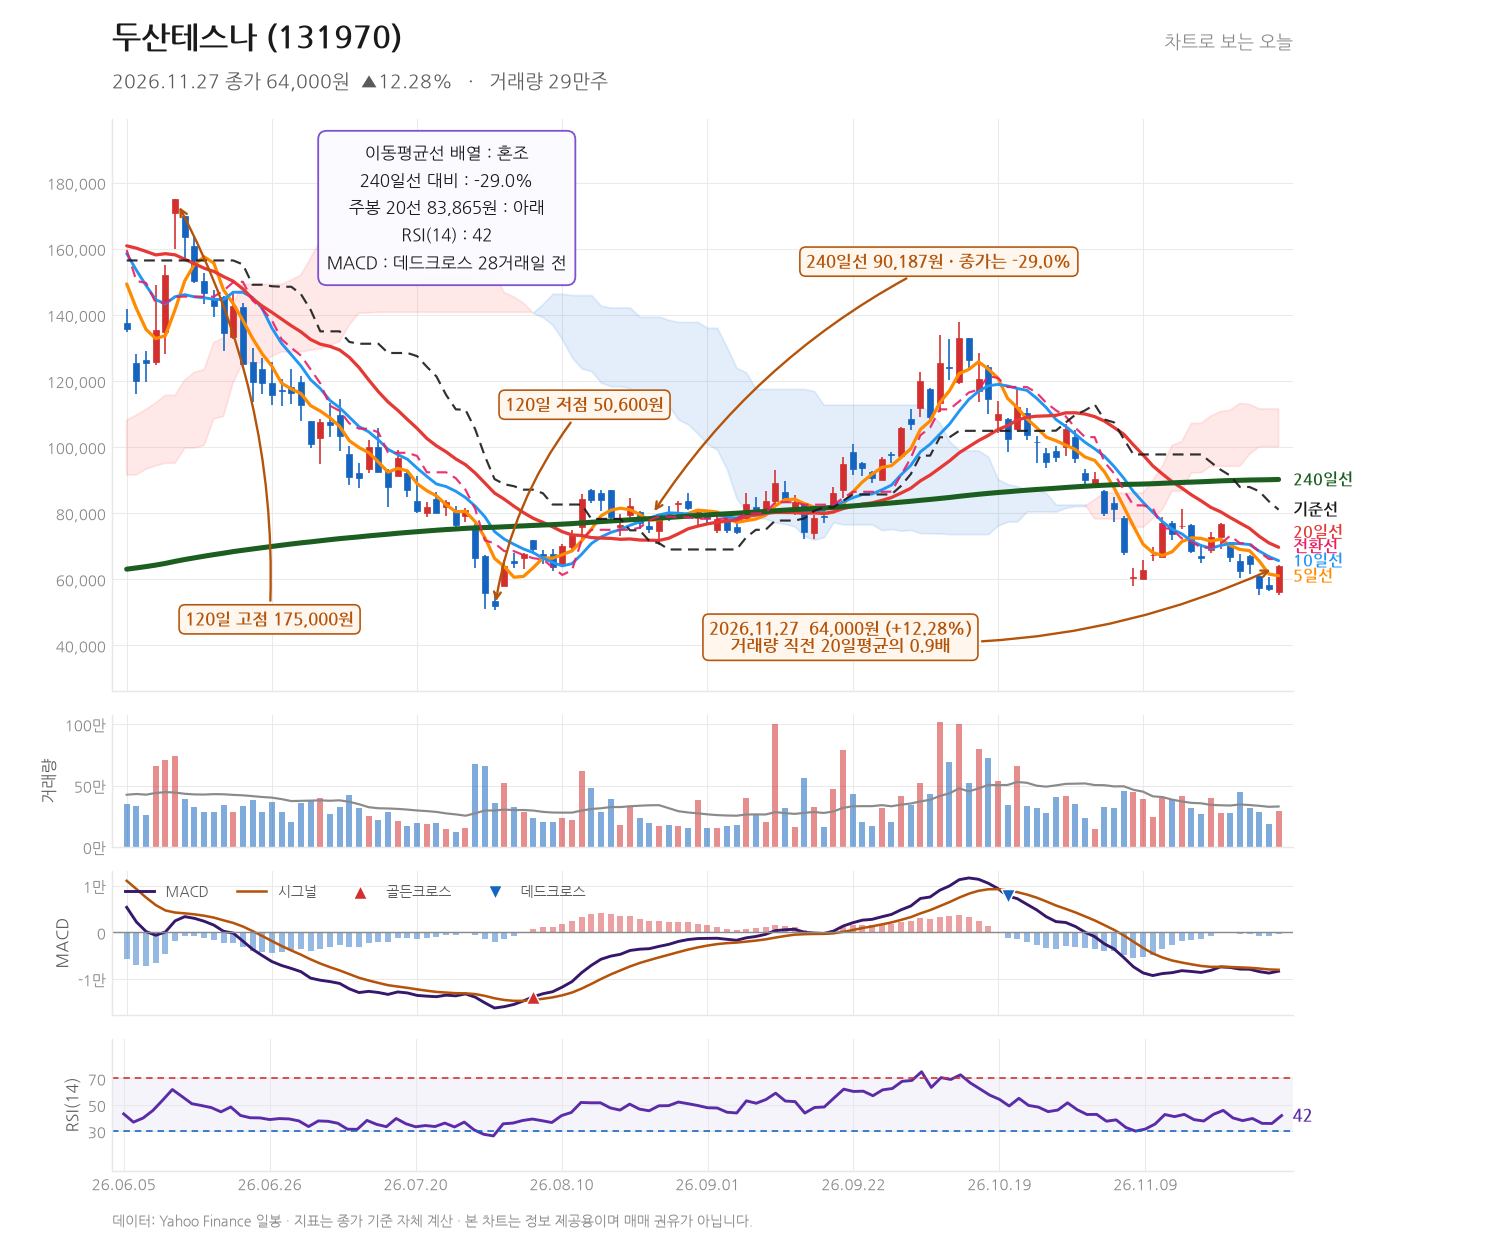 두산테스나 (131970)
차트로 보는 오늘
2026.11.27 종가 64,000원 ▲12.28% · 거래량 29만주
이동평균선 배열 : 혼조
240일선 대비 : -29.0%
주봉 20선 83,865원 : 아래
RSI(14) : 42
MACD : 데드크로스 28거래일 전
180,000
160,000
140,000
120,000
100,000
80,000
60,000
40,000
240일선 90,187원 · 종가는 -29.0%
120일 저점 50,600원
120일 고점 175,000원
2026.11.27 64,000원 (+12.28%)
거래량 직전 20일평균의 0.9배
240일선
기준선
20일선
전환선
10일선
5일선
거래량
100만
50만
0만
MACD
1만
0
-1만
MACD
시그널
골든크로스
데드크로스
RSI(14)
70
50
30
42
26.06.05
26.06.26
26.07.20
26.08.10
26.09.01
26.09.22
26.10.19
26.11.09
데이터: Yahoo Finance 일봉 · 지표는 종가 기준 자체 계산 · 본 차트는 정보 제공용이며 매매 권유가 아닙니다.